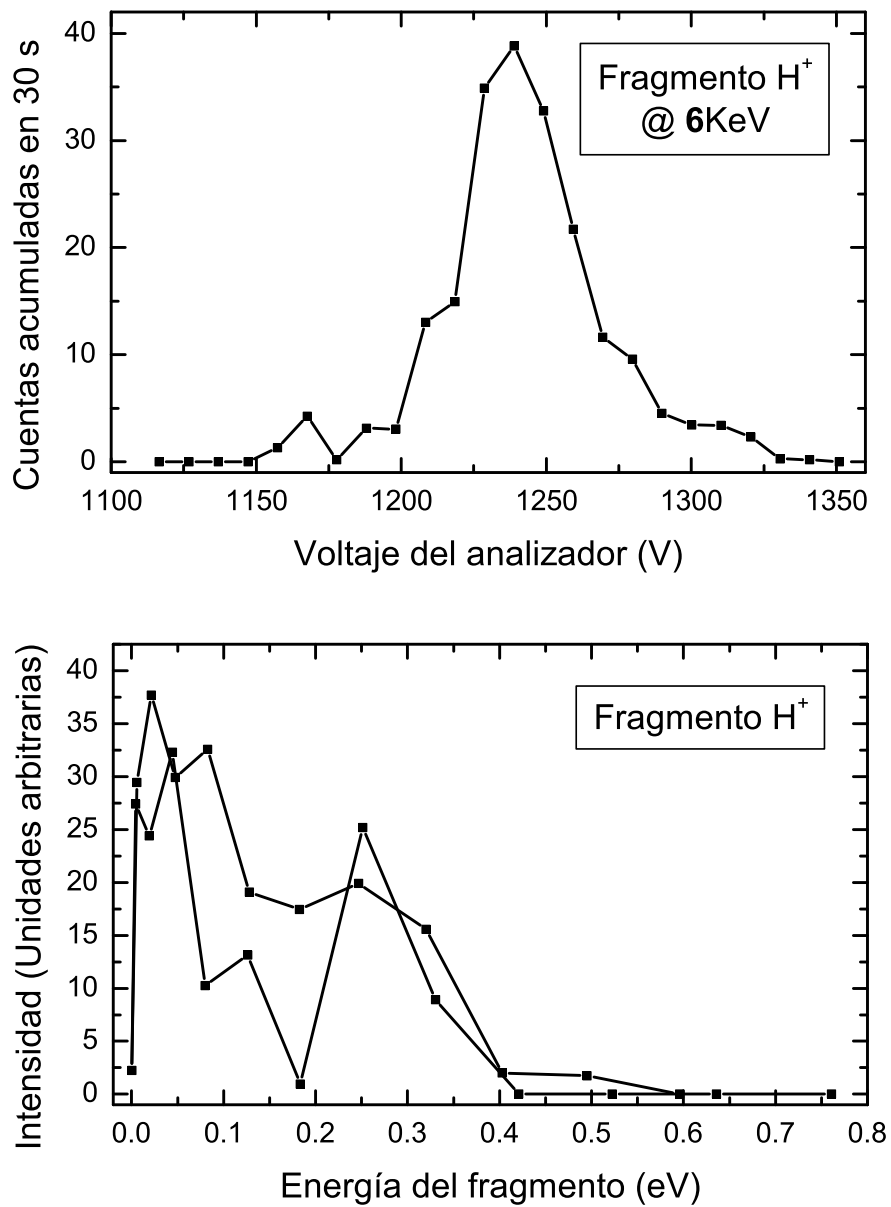 Cuentas acumuladas en 30 s
40
30
20
10
0
Fragmento H⁺
@ 6KeV
1100 1150 1200 1250 1300 1350
Voltaje del analizador (V)
Intensidad (Unidades arbitrarias)
40
35
30
25
20
15
10
5
0
Fragmento H⁺
0.0 0.1 0.2 0.3 0.4 0.5 0.6 0.7 0.8
Energía del fragmento (eV)